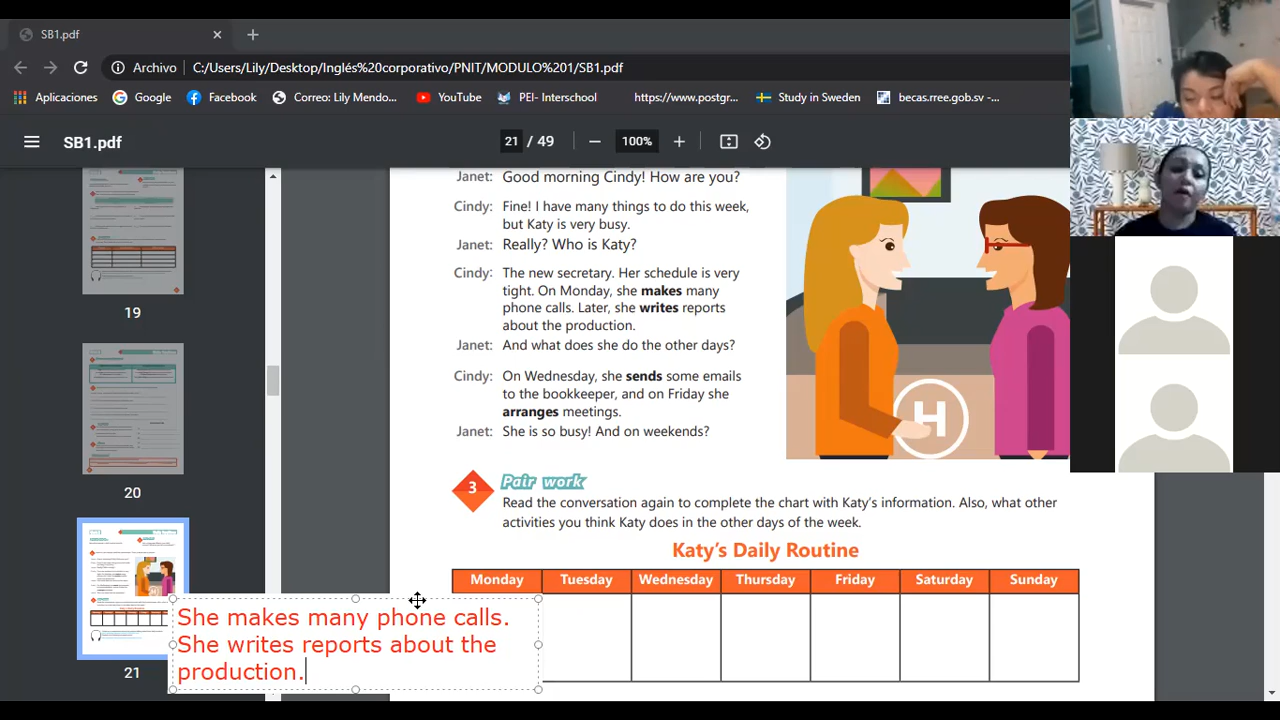 SB1.pdf
Archivo C:/Users/Lily/Desktop/Inglés%20corporativo/PNIT/MODULO%201/SB1.pdf
Aplicaciones Google Facebook Correo: Lily Mendo... YouTube PEI- Interschool https://www.postgr... Study in Sweden becas.rree.gob.sv -...
SB1.pdf 21 / 49 100%
19
20
21
Janet: Good morning Cindy! How are you?
Cindy: Fine! I have many things to do this week,
but Katy is very busy.
Janet: Really? Who is Katy?
Cindy: The new secretary. Her schedule is very
tight. On Monday, she makes many
phone calls. Later, she writes reports
about the production.
Janet: And what does she do the other days?
Cindy: On Wednesday, she sends some emails
to the bookkeeper, and on Friday she
arranges meetings.
Janet: She is so busy! And on weekends?
H
3 Pair work
Read the conversation again to complete the chart with Katy's information. Also, what other
activities you think Katy does in the other days of the week.
Katy's Daily Routine
Monday Tuesday Wednesday Thursday Friday Saturday Sunday
She makes many phone calls.
She writes reports about the
production.